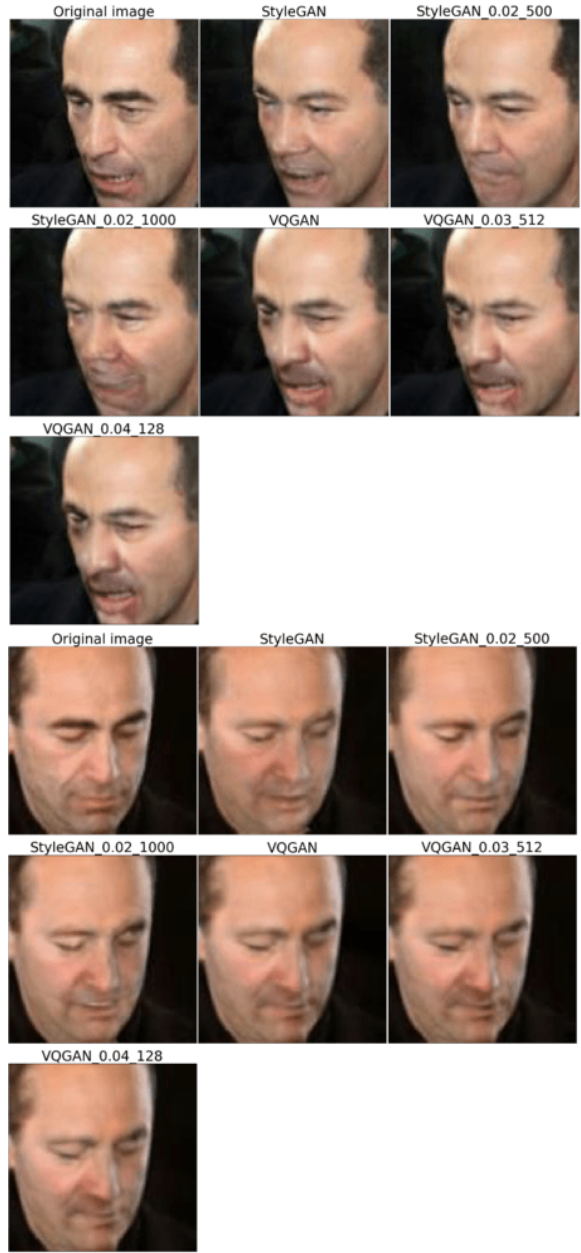 Original image StyleGAN StyleGAN_0.02_500
StyleGAN_0.02_1000 VQGAN VQGAN_0.03_512
VQGAN_0.04_128
Original image StyleGAN StyleGAN_0.02_500
StyleGAN_0.02_1000 VQGAN VQGAN_0.03_512
VQGAN_0.04_128